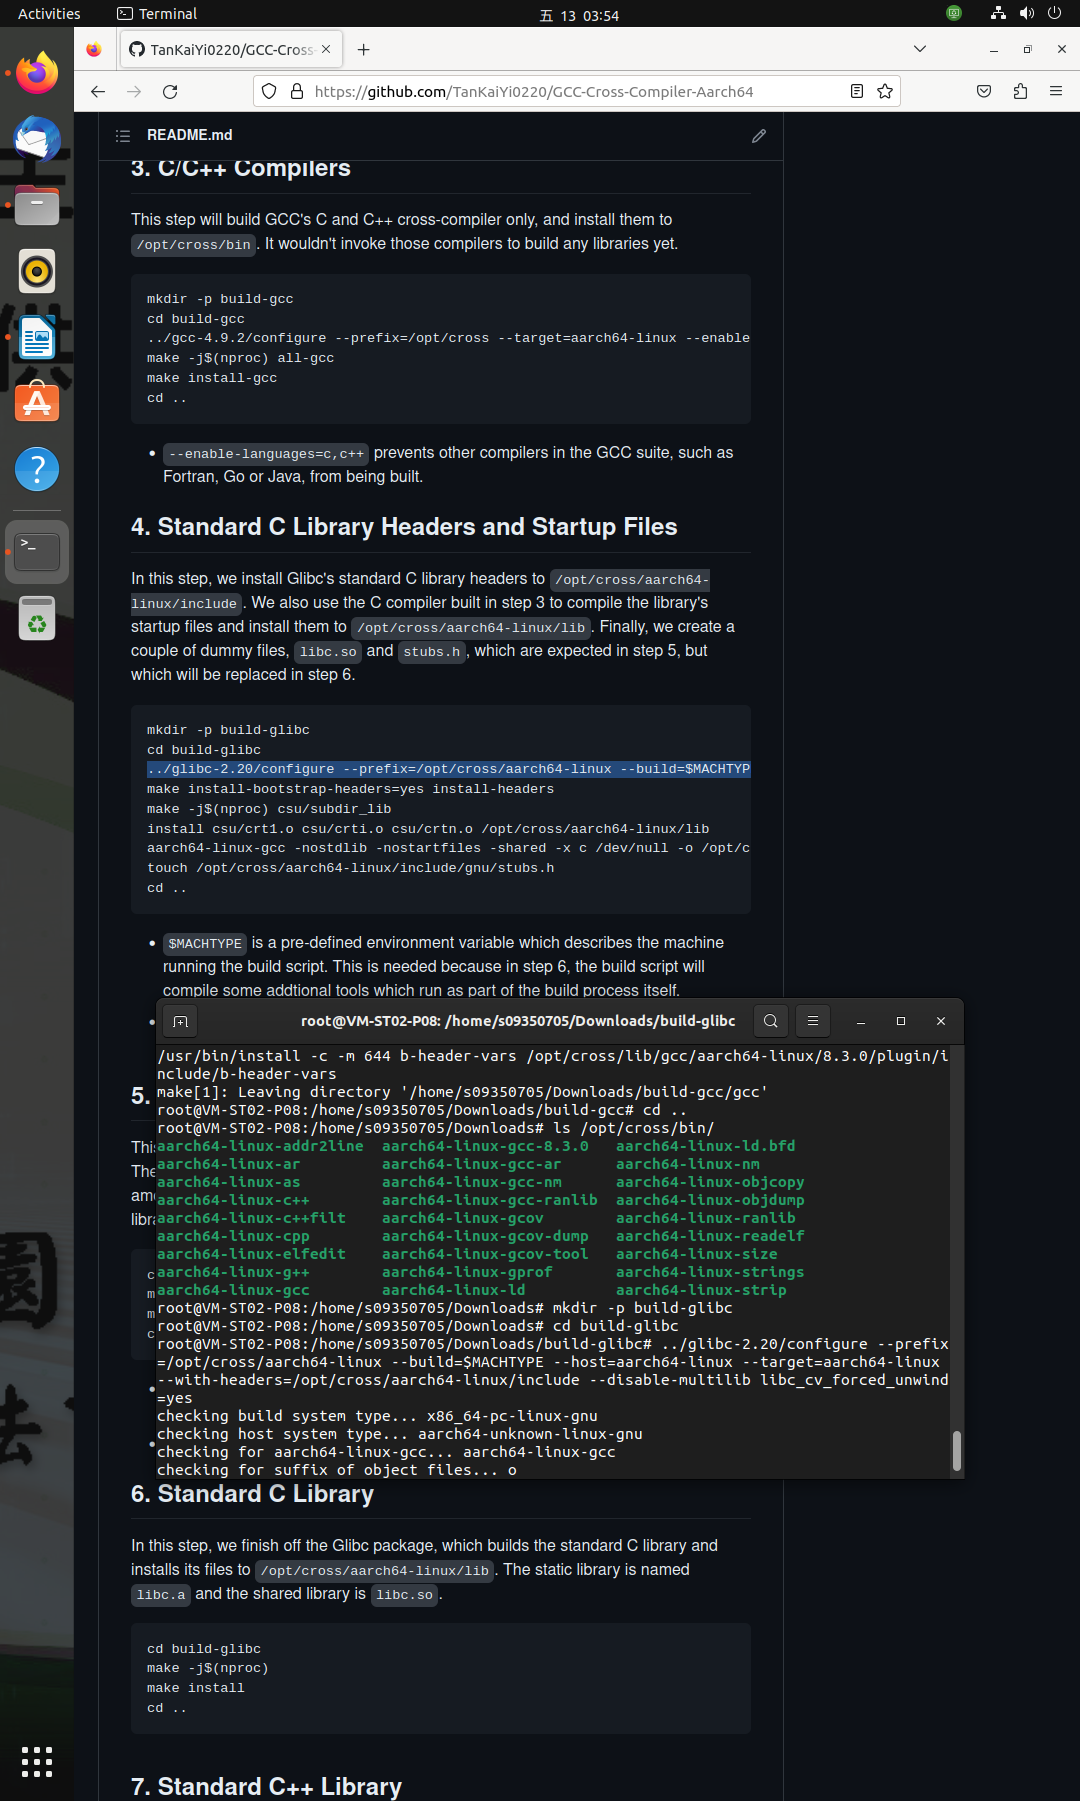 Activities
Terminal
五 13 03:54
TanKaiYi0220/GCC-Cross-
https://github.com/TanKaiYi0220/GCC-Cross-Compiler-Aarch64
README.md
3. C/C++ Compilers
This step will build GCC's C and C++ cross-compiler only, and install them to
/opt/cross/bin . It wouldn't invoke those compilers to build any libraries yet.
mkdir -p build-gcc
cd build-gcc
../gcc-4.9.2/configure --prefix=/opt/cross --target=aarch64-linux --enable
make -j$(nproc) all-gcc
make install-gcc
cd ..
• --enable-languages=c,c++ prevents other compilers in the GCC suite, such as
Fortran, Go or Java, from being built.
4. Standard C Library Headers and Startup Files
In this step, we install Glibc's standard C library headers to /opt/cross/aarch64-
linux/include . We also use the C compiler built in step 3 to compile the library's
startup files and install them to /opt/cross/aarch64-linux/lib . Finally, we create a
couple of dummy files, libc.so and stubs.h , which are expected in step 5, but
which will be replaced in step 6.
mkdir -p build-glibc
cd build-glibc
../glibc-2.20/configure --prefix=/opt/cross/aarch64-linux --build=$MACHTYP
make install-bootstrap-headers=yes install-headers
make -j$(nproc) csu/subdir_lib
install csu/crt1.o csu/crti.o csu/crtn.o /opt/cross/aarch64-linux/lib
aarch64-linux-gcc -nostdlib -nostartfiles -shared -x c /dev/null -o /opt/c
touch /opt/cross/aarch64-linux/include/gnu/stubs.h
cd ..
• $MACHTYPE is a pre-defined environment variable which describes the machine
running the build script. This is needed because in step 6, the build script will
compile some addtional tools which run as part of the build process itself.
root@VM-ST02-P08: /home/s09350705/Downloads/build-glibc
/usr/bin/install -c -m 644 b-header-vars /opt/cross/lib/gcc/aarch64-linux/8.3.0/plugin/i
nclude/b-header-vars
make[1]: Leaving directory '/home/s09350705/Downloads/build-gcc/gcc'
root@VM-ST02-P08:/home/s09350705/Downloads/build-gcc# cd ..
root@VM-ST02-P08:/home/s09350705/Downloads# ls /opt/cross/bin/
aarch64-linux-addr2line aarch64-linux-gcc-8.3.0 aarch64-linux-ld.bfd
aarch64-linux-ar aarch64-linux-gcc-ar aarch64-linux-nm
aarch64-linux-as aarch64-linux-gcc-nm aarch64-linux-objcopy
aarch64-linux-c++ aarch64-linux-gcc-ranlib aarch64-linux-objdump
aarch64-linux-c++filt aarch64-linux-gcov aarch64-linux-ranlib
aarch64-linux-cpp aarch64-linux-gcov-dump aarch64-linux-readelf
aarch64-linux-elfedit aarch64-linux-gcov-tool aarch64-linux-size
aarch64-linux-g++ aarch64-linux-gprof aarch64-linux-strings
aarch64-linux-gcc aarch64-linux-ld aarch64-linux-strip
root@VM-ST02-P08:/home/s09350705/Downloads# mkdir -p build-glibc
root@VM-ST02-P08:/home/s09350705/Downloads# cd build-glibc
root@VM-ST02-P08:/home/s09350705/Downloads/build-glibc# ../glibc-2.20/configure --prefix
=/opt/cross/aarch64-linux --build=$MACHTYPE --host=aarch64-linux --target=aarch64-linux
--with-headers=/opt/cross/aarch64-linux/include --disable-multilib libc_cv_forced_unwind
=yes
checking build system type... x86_64-pc-linux-gnu
checking host system type... aarch64-unknown-linux-gnu
checking for aarch64-linux-gcc... aarch64-linux-gcc
checking for suffix of object files... o
5.
6. Standard C Library
In this step, we finish off the Glibc package, which builds the standard C library and
installs its files to /opt/cross/aarch64-linux/lib . The static library is named
libc.a and the shared library is libc.so .
cd build-glibc
make -j$(nproc)
make install
cd ..
7. Standard C++ Library